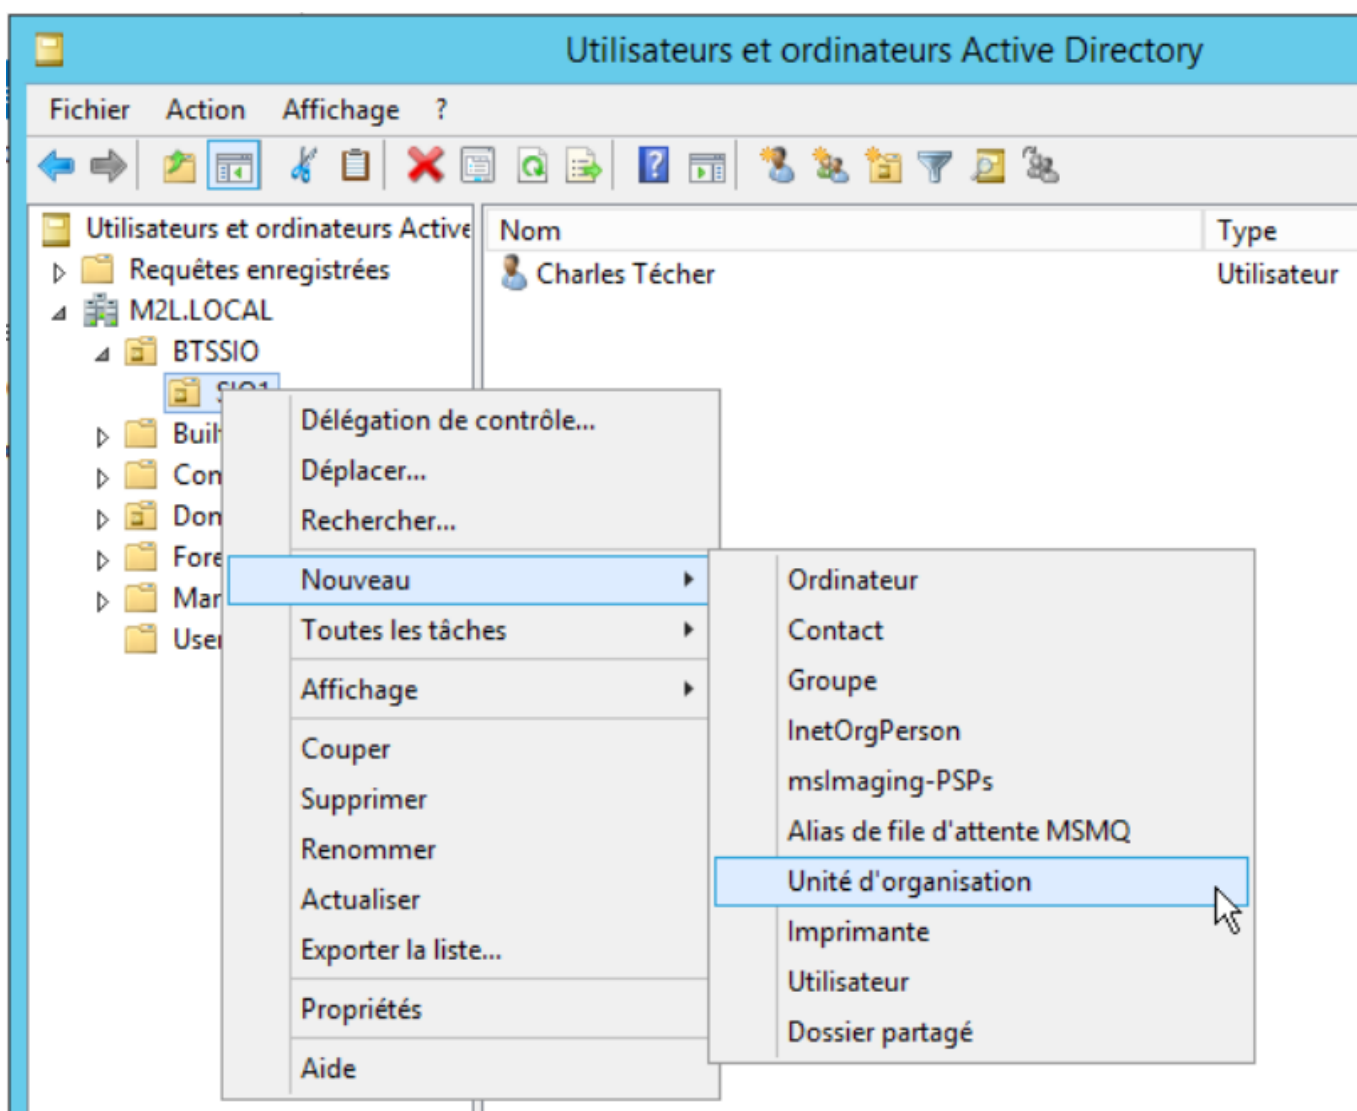 Utilisateurs et ordinateurs Active Directory
Fichier Action Affichage ?
Utilisateurs et ordinateurs Active
Requêtes enregistrées
M2L.LOCAL
BTSSIO
SIO1
Nom Type
Charles Técher Utilisateur
Délégation de contrôle...
Déplacer...
Rechercher...
Nouveau
Toutes les tâches
Affichage
Couper
Supprimer
Renommer
Actualiser
Exporter la liste...
Propriétés
Aide
Ordinateur
Contact
Groupe
InetOrgPerson
msImaging-PSPs
Alias de file d'attente MSMQ
Unité d'organisation
Imprimante
Utilisateur
Dossier partagé